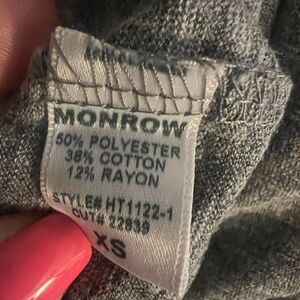 MONROW
50% POLYESTER
38% COTTON
12% RAYON
STYLE# HT1122-1
CUT# 22839
XS